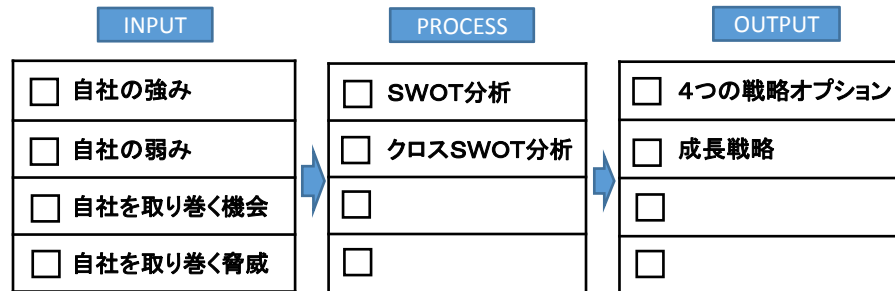 INPUT
PROCESS
OUTPUT
自社の強み
自社の弱み
自社を取り巻く機会
自社を取り巻く脅威
SWOT分析
クロスSWOT分析
4つの戦略オプション
成長戦略